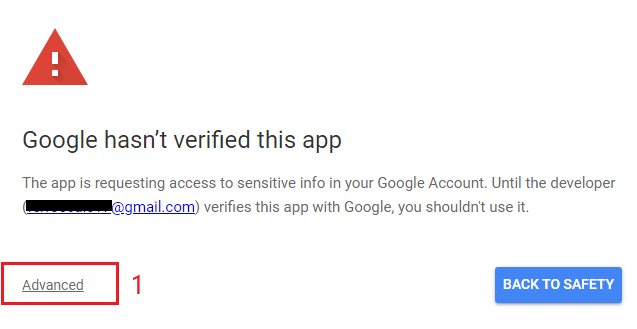 Google hasn't verified this app
The app is requesting access to sensitive info in your Google Account. Until the developer
(@gmail.com) verifies this app with Google, you shouldn't use it.
Advanced 1 BACK TO SAFETY